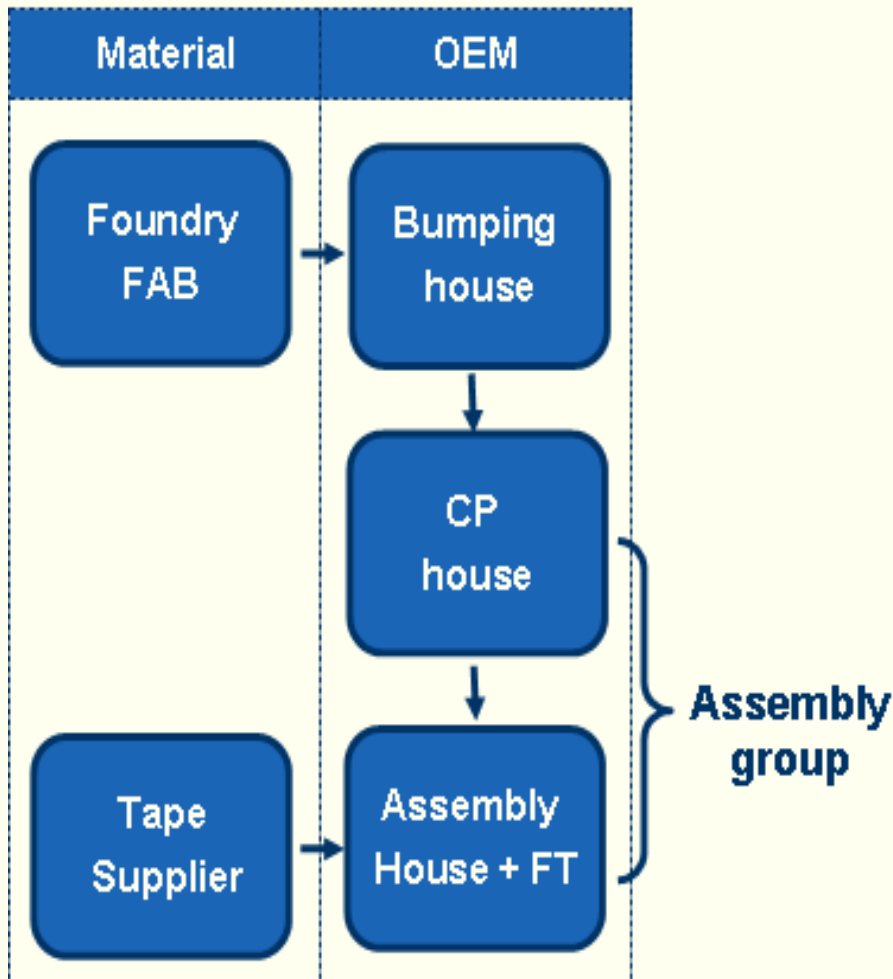 Material
OEM
Foundry
FAB
Bumping
house
CP
house
Assembly
group
Tape
Supplier
Assembly
House + FT